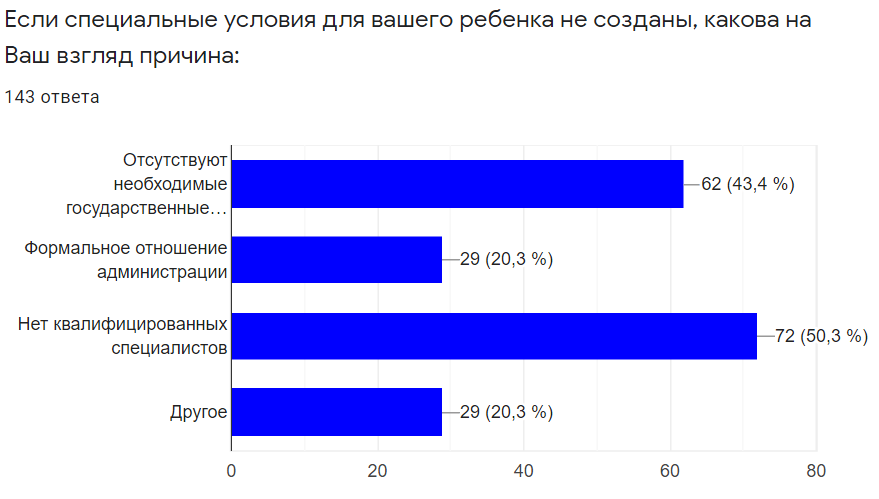 Если специальные условия для вашего ребенка не созданы, какова на
Ваш взгляд причина:
143 ответа
Отсутствуют
необходимые
государственные…
62 (43,4 %)
Формальное отношение
администрации
29 (20,3 %)
Нет квалифицированных
специалистов
72 (50,3 %)
Другое
29 (20,3 %)
0 20 40 60 80